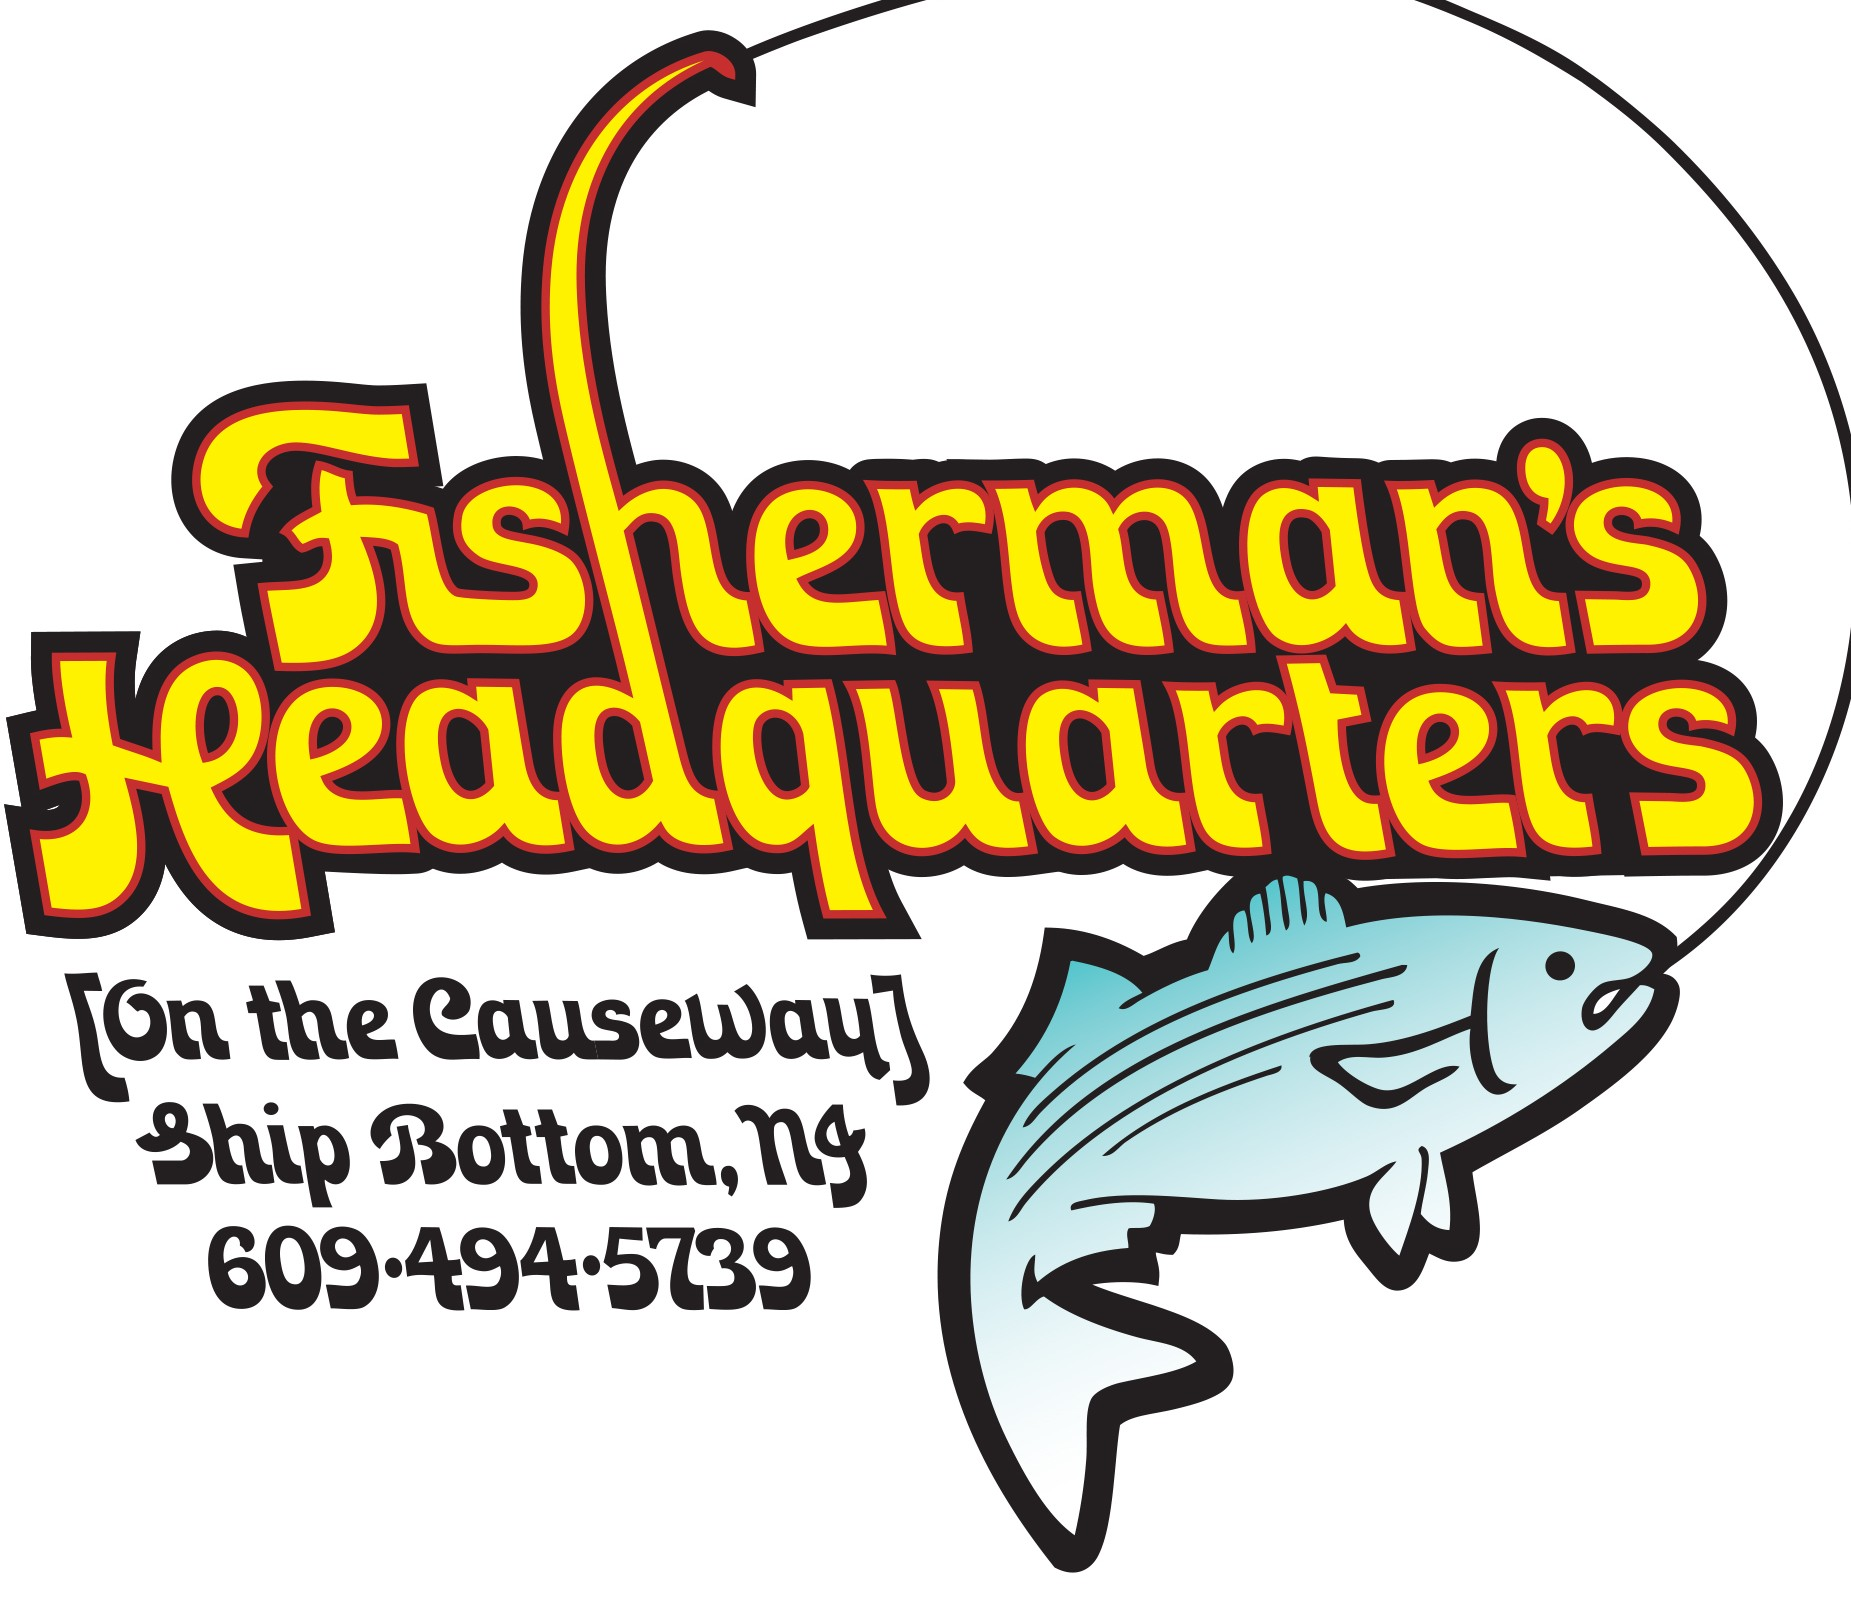 Fisherman's
Headquarters
[On the Causeway]
Ship Bottom, NJ
609·494·5739